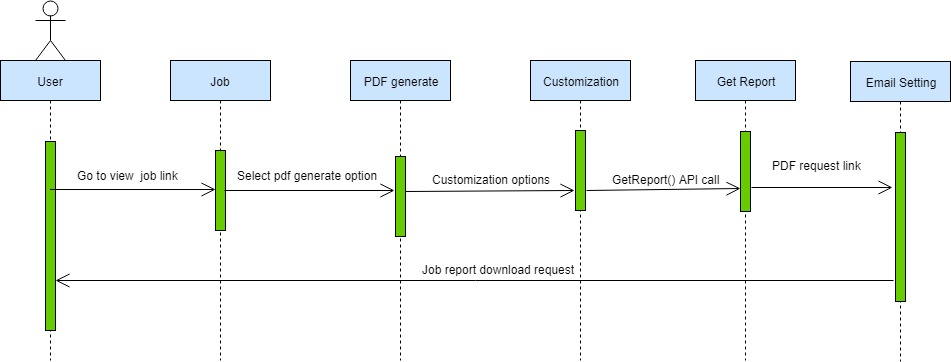 User
Job
PDF generate
Customization
Get Report
Email Setting
Go to view job link
Select pdf generate option
Customization options
GetReport() API call
PDF request link
Job report download request